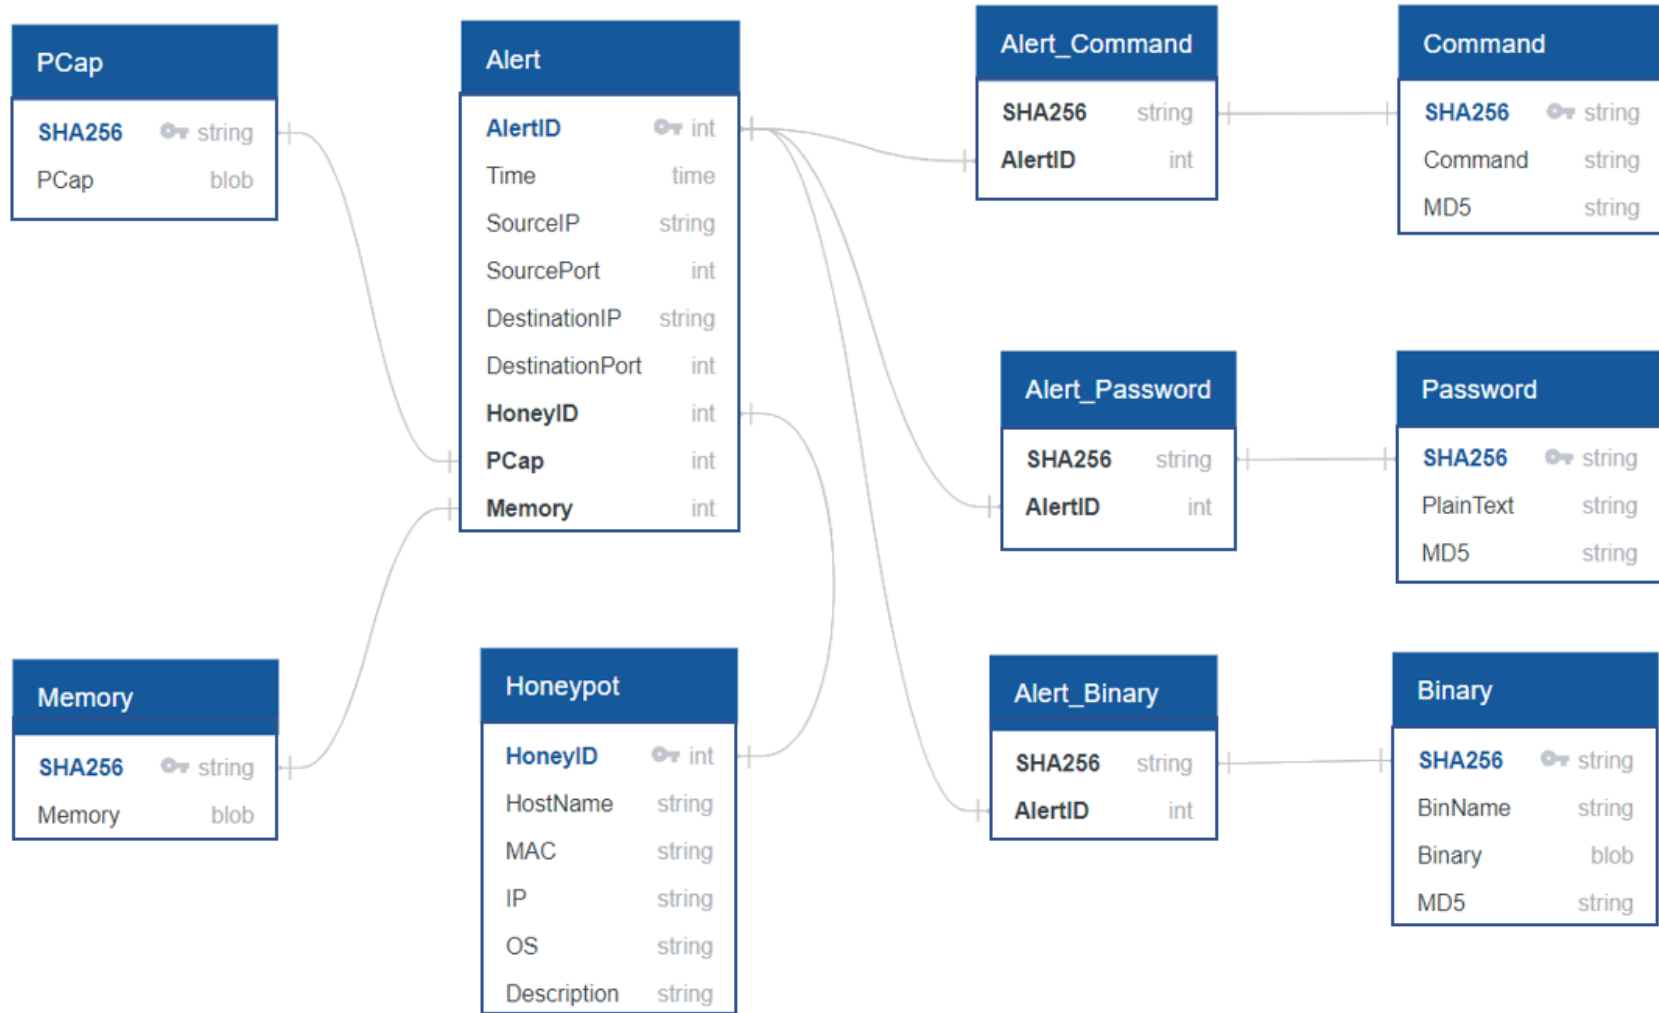 PCap
SHA256 string
PCap blob
Alert
AlertID int
Time time
SourceIP string
SourcePort int
DestinationIP string
DestinationPort int
HoneyID int
PCap int
Memory int
Alert_Command
SHA256 string
AlertID int
Command
SHA256 string
Command string
MD5 string
Alert_Password
SHA256 string
AlertID int
Password
SHA256 string
PlainText string
MD5 string
Memory
SHA256 string
Memory blob
Honeypot
HoneyID int
HostName string
MAC string
IP string
OS string
Description string
Alert_Binary
SHA256 string
AlertID int
Binary
SHA256 string
BinName string
Binary blob
MD5 string